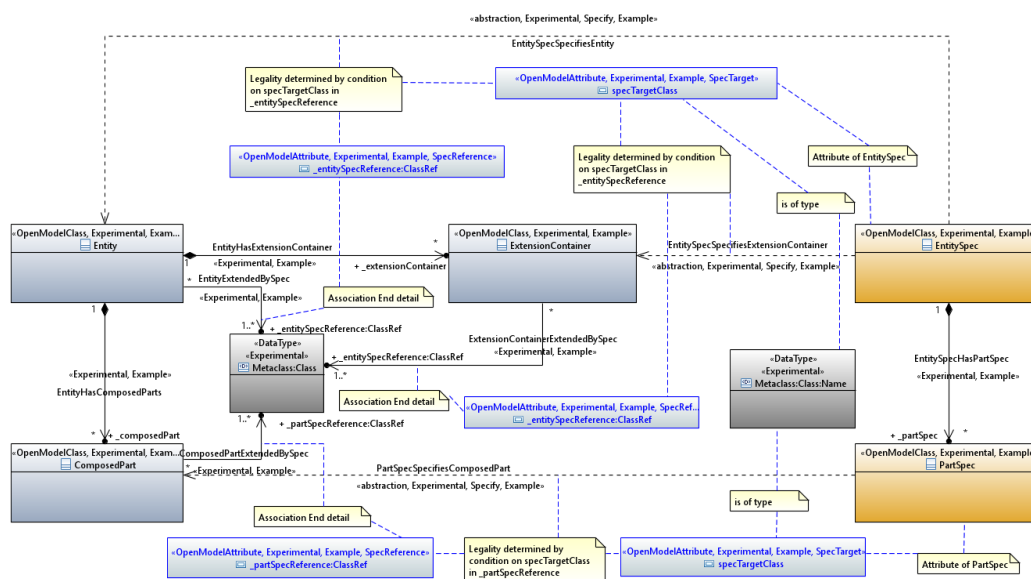 «abstraction, Experimental, Specify, Example»
EntitySpecSpecifiesEntity
Legality determined by condition
on specTargetClass in
_entitySpecReference
«OpenModelAttribute, Experimental, Example, SpecTarget»
specTargetClass
«OpenModelAttribute, Experimental, Example, SpecReference»
_entitySpecReference:ClassRef
Legality determined by condition
on specTargetClass in
_entitySpecReference
Attribute of EntitySpec
is of type
«OpenModelClass, Experimental, Exam...
Entity
EntityHasExtensionContainer
1
*
«Experimental, Example»
+ _extensionContainer
«OpenModelClass, Experimental, Example»
ExtensionContainer
EntitySpecSpecifiesExtensionContainer
«abstraction, Experimental, Specify, Example»
«OpenModelClass, Experimental, Example»
EntitySpec
EntityExtendedBySpec
*
«Experimental, Example»
1..*
+ _entitySpecReference:ClassRef
Association End detail
1
*
1
ExtensionContainerExtendedBySpec
«Experimental, Example»
«DataType»
«Experimental»
Metaclass:Class
+ _entitySpecReference:ClassRef
1..*
«DataType»
«Experimental»
Metaclass:Class:Name
EntitySpecHasPartSpec
«Experimental, Example»
«Experimental, Example»
EntityHasComposedParts
Association End detail
«OpenModelAttribute, Experimental, Example, SpecRef...
_entitySpecReference:ClassRef
1..*
+ _partSpecReference:ClassRef
*
+ _composedPart
+ _partSpec
*
«OpenModelClass, Experimental, Exam...
ComposedPart
ComposedPartExtendedBySpec
*
«Experimental, Example»
PartSpecSpecifiesComposedPart
«abstraction, Experimental, Specify, Example»
«OpenModelClass, Experimental, Example»
PartSpec
is of type
Association End detail
«OpenModelAttribute, Experimental, Example, SpecReference»
_partSpecReference:ClassRef
Legality determined by
condition on specTargetClass
in _partSpecReference
«OpenModelAttribute, Experimental, Example, SpecTarget»
specTargetClass
Attribute of PartSpec